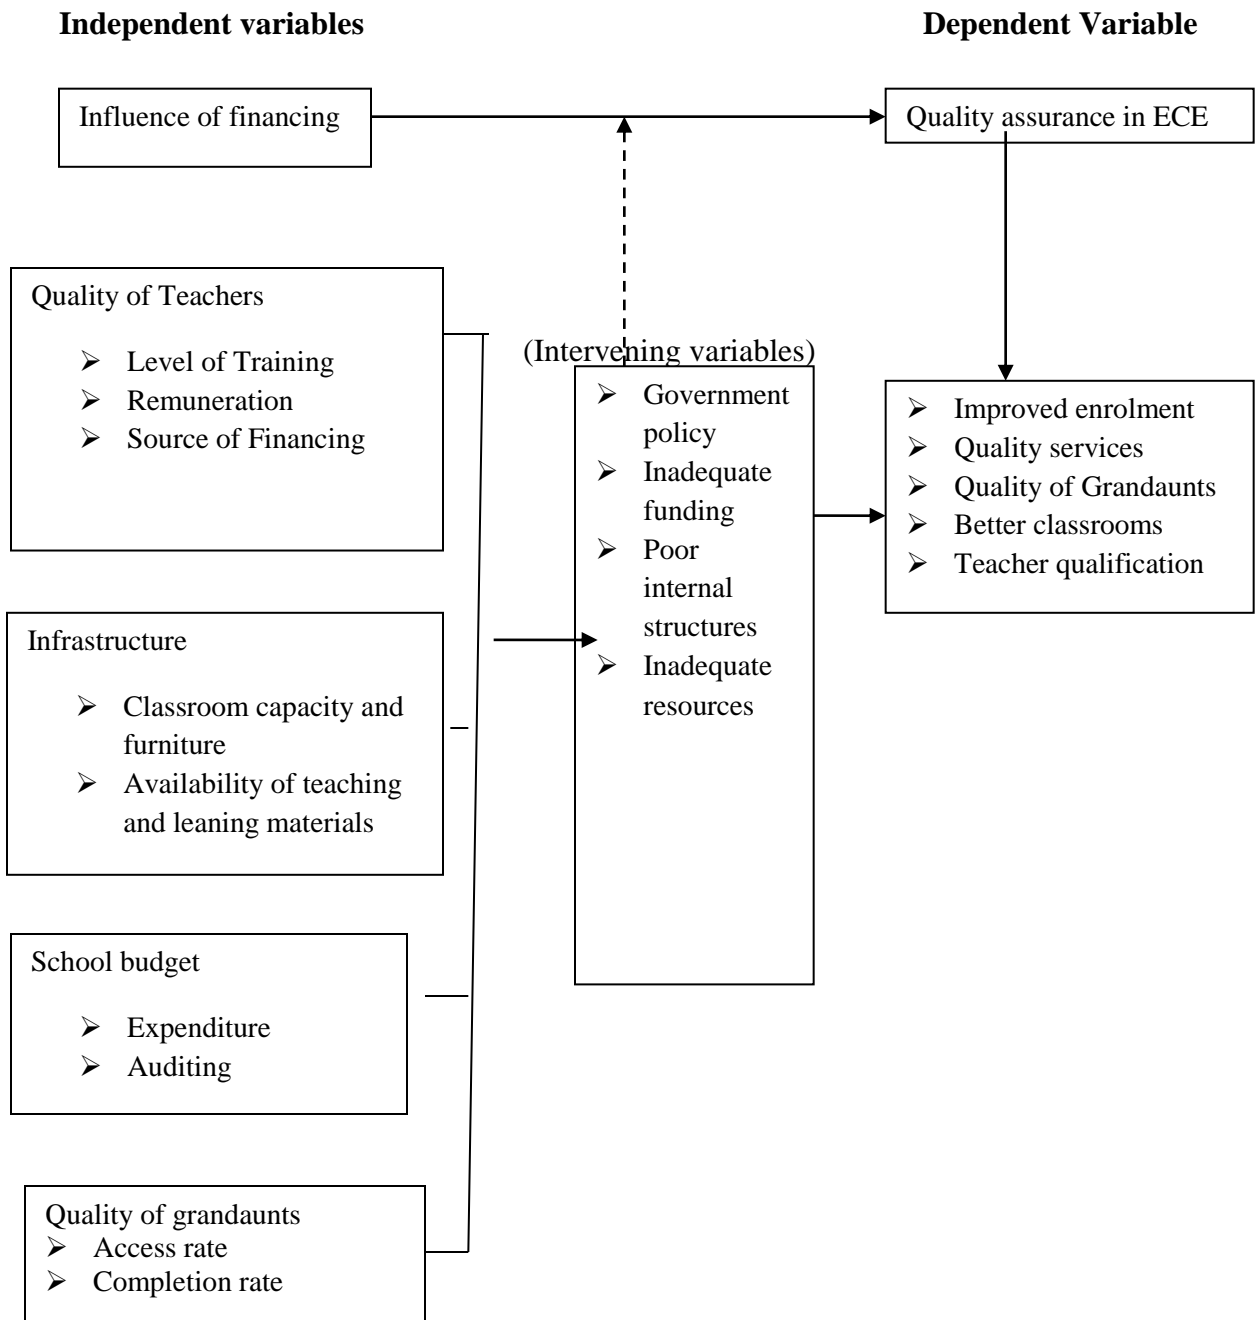 Independent variables
Dependent Variable
Influence of financing
Quality assurance in ECE
Quality of Teachers
➢ Level of Training
➢ Remuneration
➢ Source of Financing
Infrastructure
➢ Classroom capacity and
furniture
➢ Availability of teaching
and leaning materials
School budget
➢ Expenditure
➢ Auditing
Quality of grandaunts
➢ Access rate
➢ Completion rate
(Intervening variables)
➢ Government
policy
➢ Inadequate
funding
➢ Poor
internal
structures
➢ Inadequate
resources
➢ Improved enrolment
➢ Quality services
➢ Quality of Grandaunts
➢ Better classrooms
➢ Teacher qualification